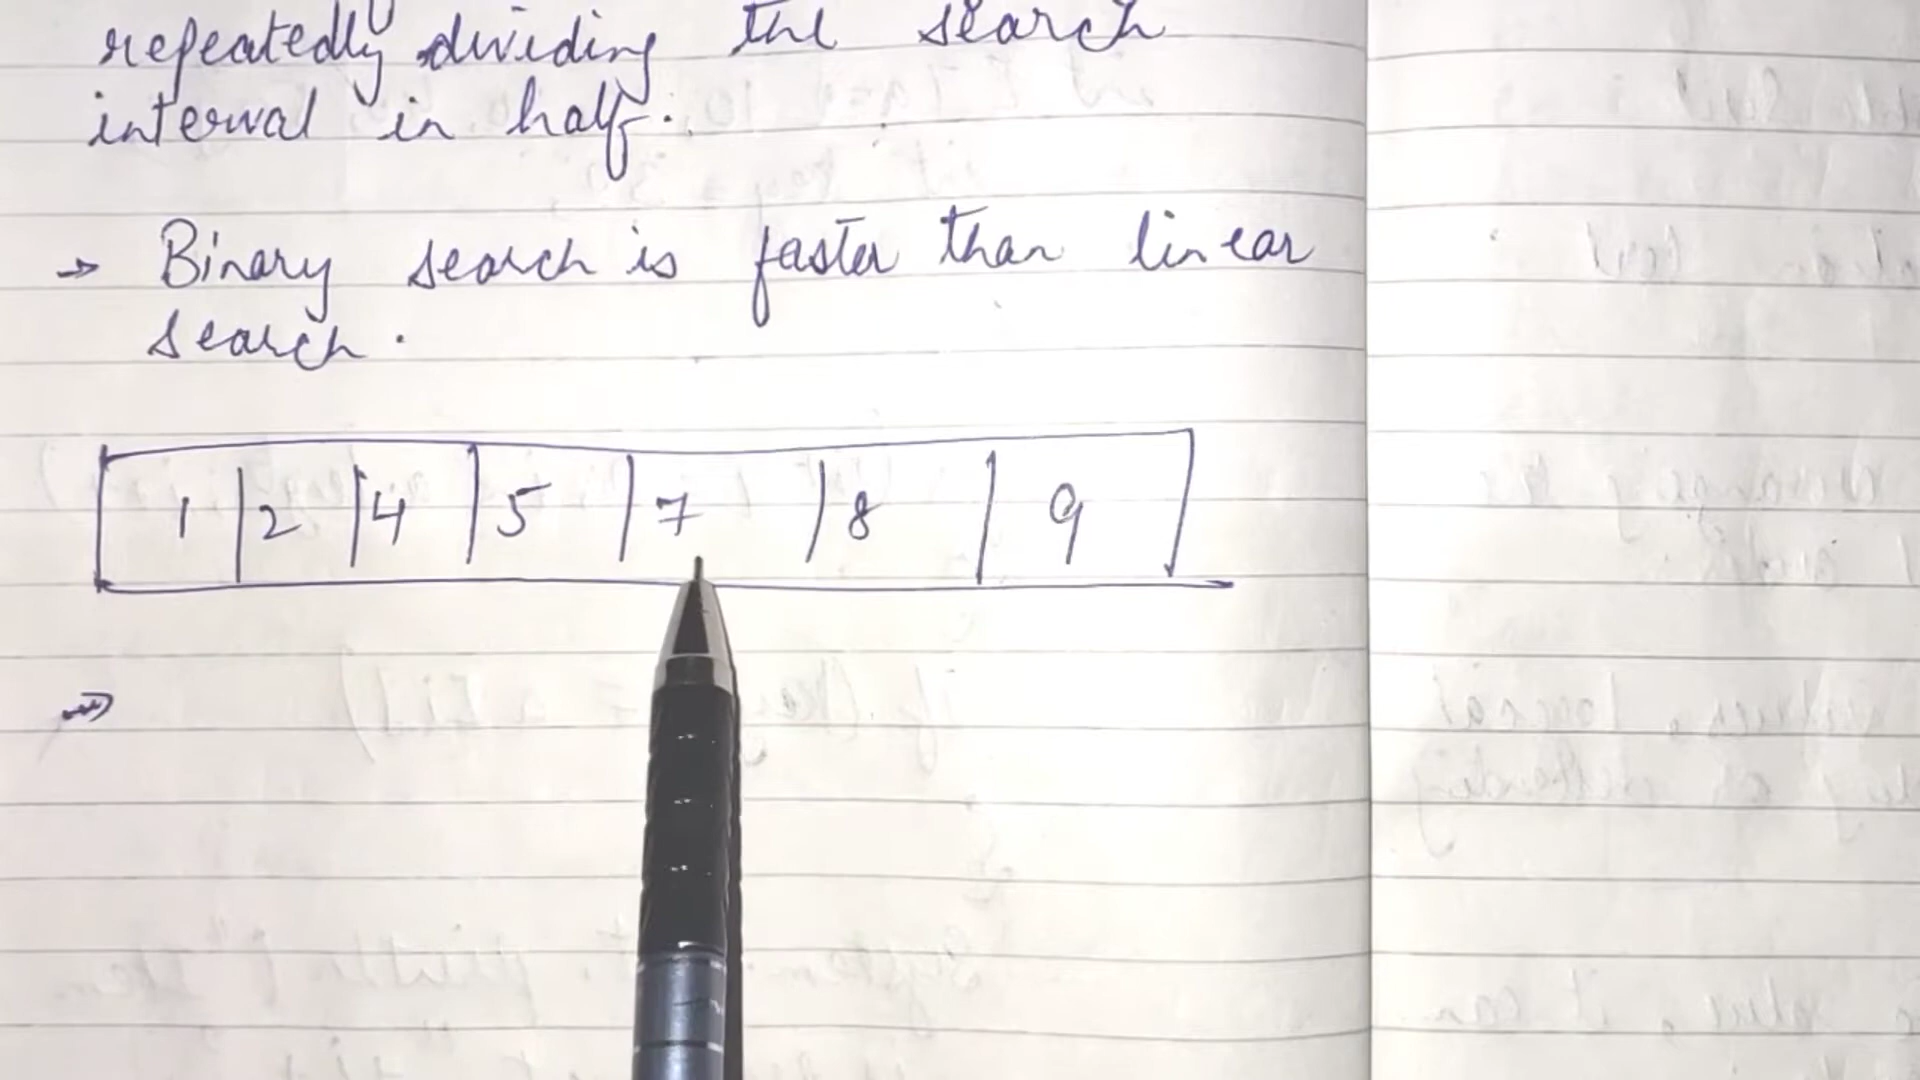 repeatedly dividing the search
interval in half.
→ Binary search is faster than linear
search.
1 | 2 | 4 | 5 | 7 | 8 | 9